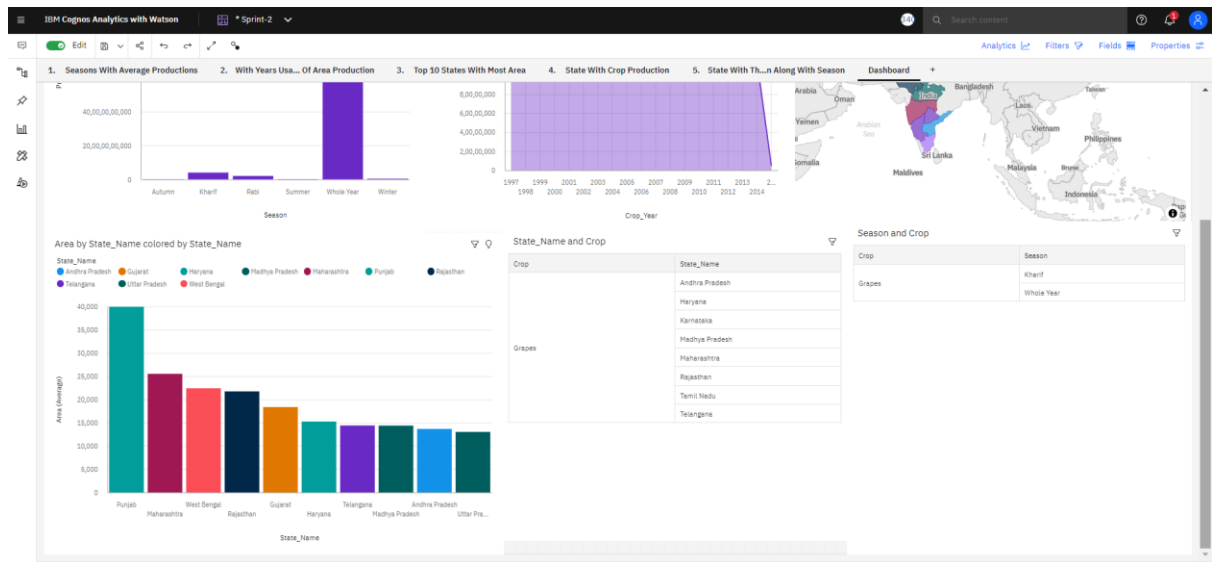 IBM Cognos Analytics with Watson
* Sprint-2
Search content
Edit
Analytics
Filters
Fields
Properties
1. Seasons With Average Productions
2. With Years Usa... Of Area Production
3. Top 10 States With Most Area
4. State With Crop Production
5. State With Th...n Along With Season
Dashboard
+
40,00,00,00,000
20,00,00,00,000
0
Autumn
Kharif
Rabi
Summer
Whole Year
Winter
Season
8,00,00,000
6,00,00,000
4,00,00,000
2,00,00,000
0
1997 1999 2001 2003 2005 2007 2009 2011 2013 2...
1998 2000 2002 2004 2006 2008 2010 2012 2014
Crop_Year
Arabia
Oman
Yemen
Arabian
Sea
Somalia
India
Bangladesh
Sri Lanka
Maldives
Laos
Vietnam
Taiwan
Philippines
Malaysia
Brunei
Indonesia
Area by State_Name colored by State_Name
State_Name
Andhra Pradesh
Gujarat
Haryana
Madhya Pradesh
Maharashtra
Punjab
Rajasthan
Telangana
Uttar Pradesh
West Bengal
Area (Average)
40,000
35,000
30,000
25,000
20,000
15,000
10,000
5,000
0
Punjab
Maharashtra
West Bengal
Rajasthan
Gujarat
Haryana
Telangana
Madhya Pradesh
Andhra Pradesh
Uttar Pra...
State_Name
State_Name and Crop
Crop
State_Name
Grapes
Andhra Pradesh
Haryana
Karnataka
Madhya Pradesh
Maharashtra
Rajasthan
Tamil Nadu
Telangana
Season and Crop
Crop
Season
Grapes
Kharif
Whole Year